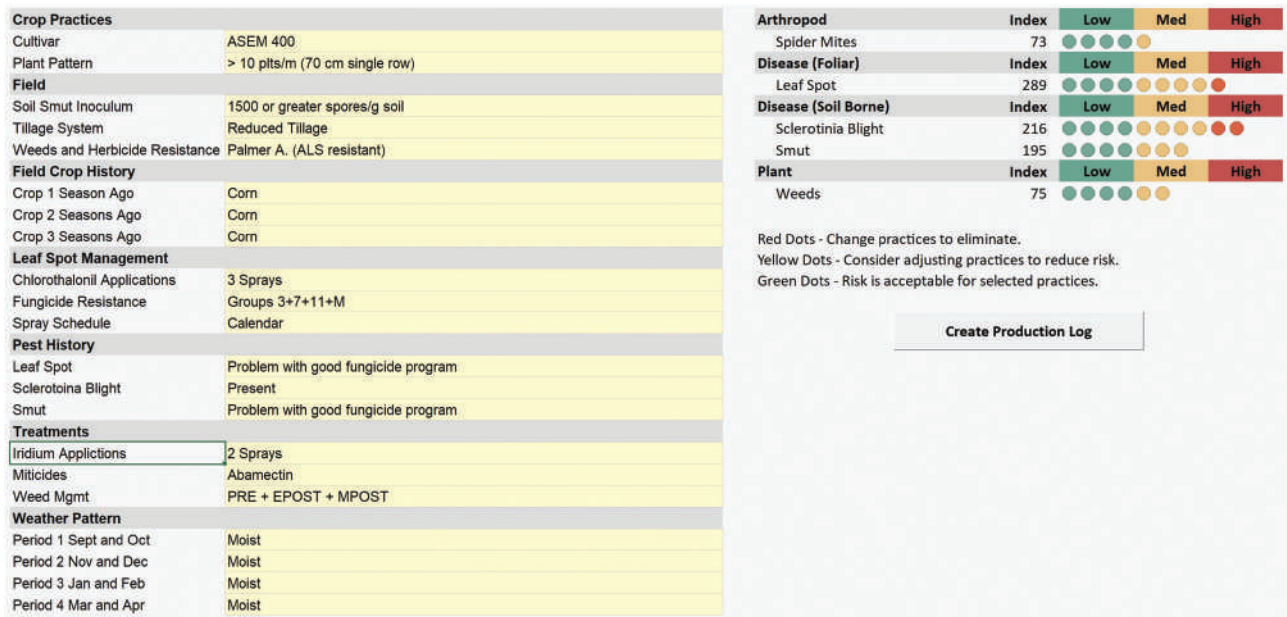 Crop Practices
Cultivar ASEM 400
Plant Pattern > 10 plts/m (70 cm single row)
Field
Soil Smut Inoculum 1500 or greater spores/g soil
Tillage System Reduced Tillage
Weeds and Herbicide Resistance Palmer A. (ALS resistant)
Field Crop History
Crop 1 Season Ago Corn
Crop 2 Seasons Ago Corn
Crop 3 Seasons Ago Corn
Leaf Spot Management
Chlorothalonil Applications 3 Sprays
Fungicide Resistance Groups 3+7+11+M
Spray Schedule Calendar
Pest History
Leaf Spot Problem with good fungicide program
Sclerotoina Blight Present
Smut Problem with good fungicide program
Treatments
Iridium Applictions 2 Sprays
Miticides Abamectin
Weed Mgmt PRE + EPOST + MPOST
Weather Pattern
Period 1 Sept and Oct Moist
Period 2 Nov and Dec Moist
Period 3 Jan and Feb Moist
Period 4 Mar and Apr Moist
Arthropod Index Low Med High
Spider Mites 73
Disease (Foliar) Index Low Med High
Leaf Spot 289
Disease (Soil Borne) Index Low Med High
Sclerotinia Blight 216
Smut 195
Plant Index Low Med High
Weeds 75
Red Dots - Change practices to eliminate.
Yellow Dots - Consider adjusting practices to reduce risk.
Green Dots - Risk is acceptable for selected practices.
Create Production Log